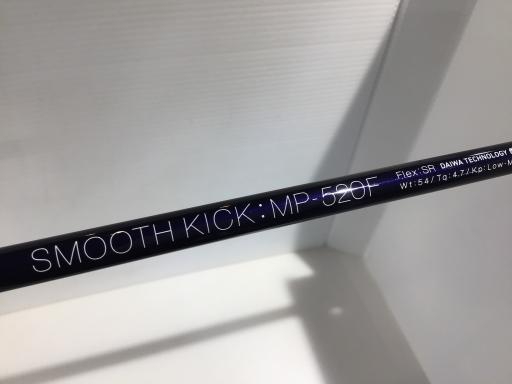 SMOOTH KICK : MP-520F
Flex:SR DAIWA TECHNOLOGY
Wt:54/Tq:4.7/Kp:Low-M